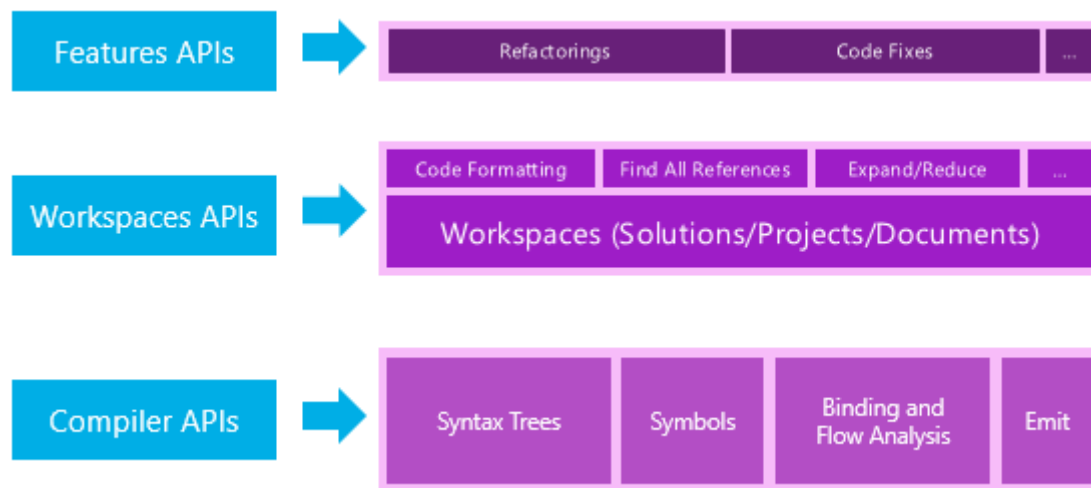 Features APIs
Refactorings
Code Fixes
...
Code Formatting
Find All References
Expand/Reduce
...
Workspaces APIs
Workspaces (Solutions/Projects/Documents)
Compiler APIs
Syntax Trees
Symbols
Binding and
Flow Analysis
Emit